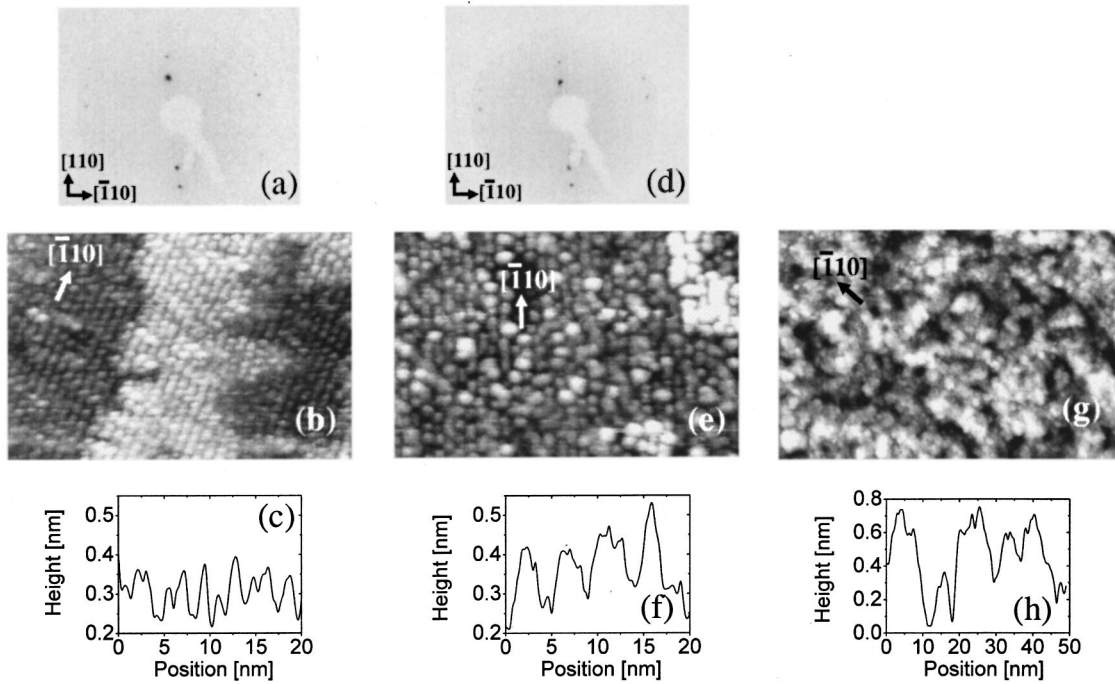 [110]
[1̅10]
(a)
[110]
[1̅10]
(d)
[1̅10]
(b)
[1̅10]
(e)
[1̅10]
(g)
0.5
0.4
0.3
0.2
Height [nm]
(c)
0 5 10 15 20
Position [nm]
0.5
0.4
0.3
0.2
Height [nm]
(f)
0 5 10 15 20
Position [nm]
0.8
0.6
0.4
0.2
0.0
Height [nm]
(h)
0 10 20 30 40 50
Position [nm]